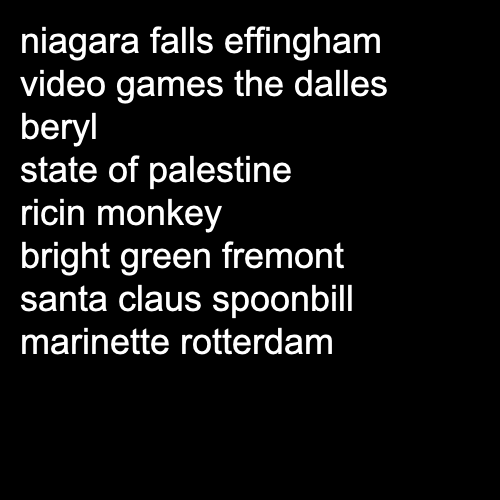 niagara falls effingham
video games the dalles
beryl
state of palestine
ricin monkey
bright green fremont
santa claus spoonbill
marinette rotterdam